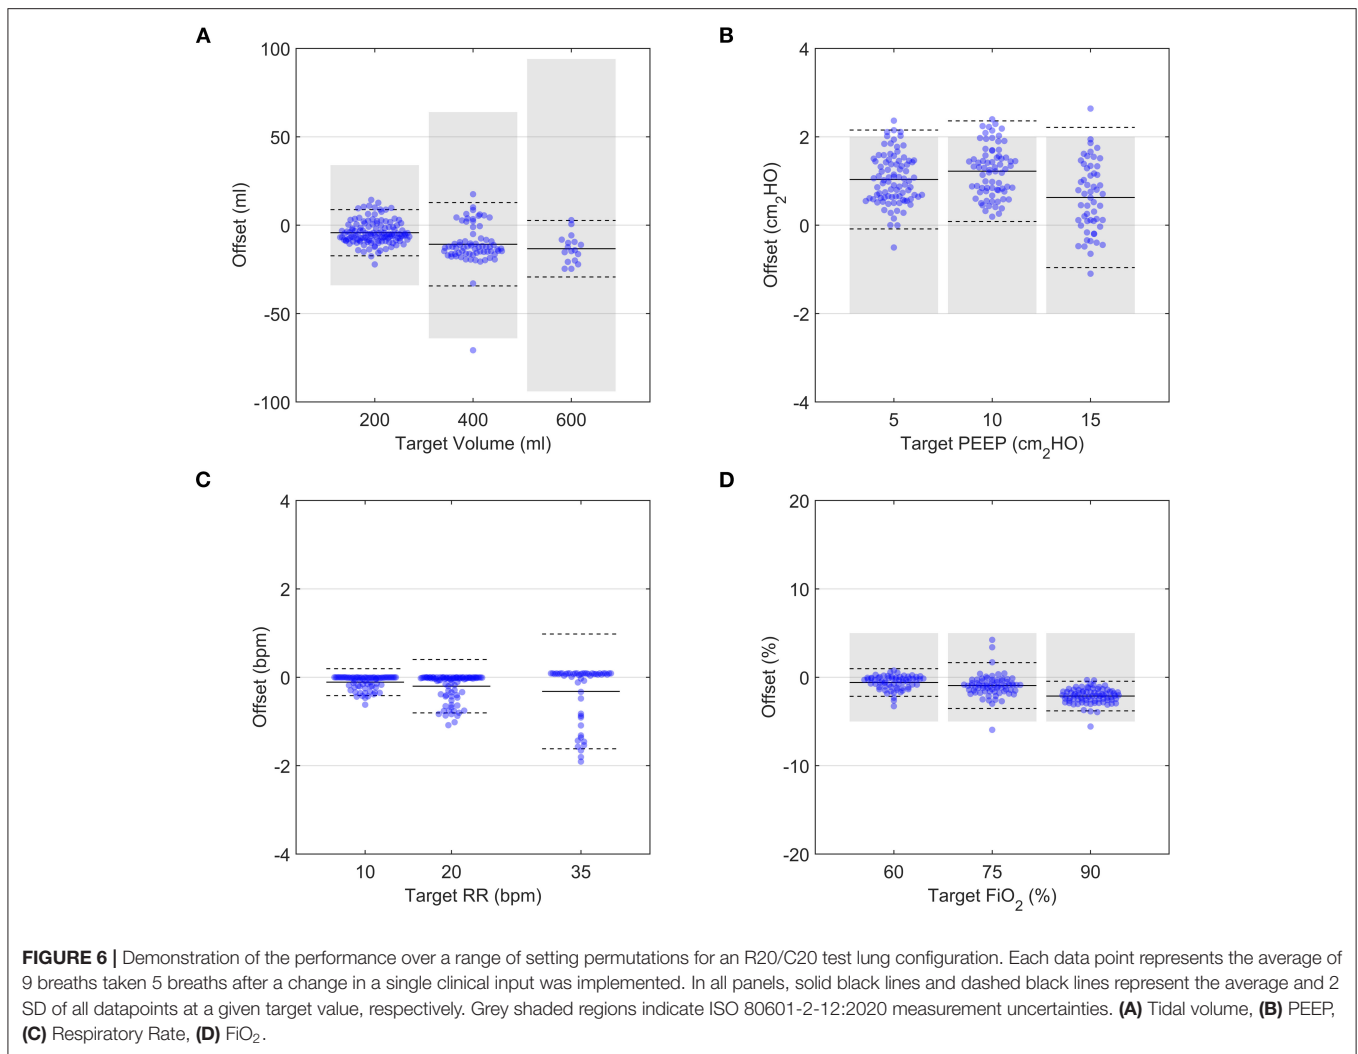 A
100
50
0
-50
-100
Offset (ml)
200 400 600
Target Volume (ml)
B
4
2
0
-2
-4
Offset (cm2HO)
5 10 15
Target PEEP (cm2HO)
C
4
2
0
-2
-4
Offset (bpm)
10 20 35
Target RR (bpm)
D
20
10
0
-10
-20
Offset (%)
60 75 90
Target FiO2 (%)
FIGURE 6 | Demonstration of the performance over a range of setting permutations for an R20/C20 test lung configuration. Each data point represents the average of
9 breaths taken 5 breaths after a change in a single clinical input was implemented. In all panels, solid black lines and dashed black lines represent the average and 2
SD of all datapoints at a given target value, respectively. Grey shaded regions indicate ISO 80601-2-12:2020 measurement uncertainties. (A) Tidal volume, (B) PEEP,
(C) Respiratory Rate, (D) FiO2.